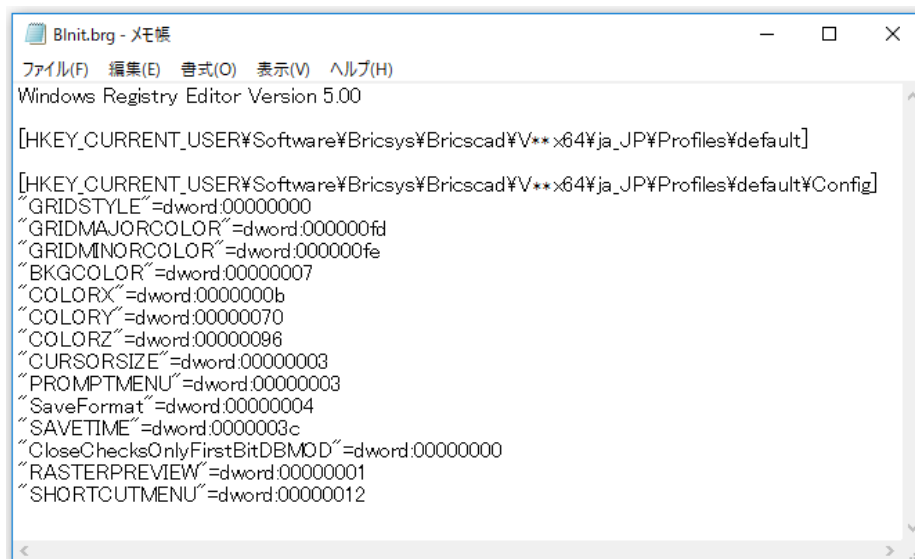 BInit.brg - メモ帳
ファイル(F) 編集(E) 書式(O) 表示(V) ヘルプ(H)
Windows Registry Editor Version 5.00
[HKEY_CURRENT_USER¥Software¥Bricsys¥Bricscad¥V**x64¥ja_JP¥Profiles¥default]
[HKEY_CURRENT_USER¥Software¥Bricsys¥Bricscad¥V**x64¥ja_JP¥Profiles¥default¥Config]
"GRIDSTYLE"=dword:00000000
"GRIDMAJORCOLOR"=dword:000000fd
"GRIDMINORCOLOR"=dword:000000fe
"BKGCOLOR"=dword:00000007
"COLORX"=dword:0000000b
"COLORY"=dword:00000070
"COLORZ"=dword:00000096
"CURSORSIZE"=dword:00000003
"PROMPTMENU"=dword:00000003
"SaveFormat"=dword:00000004
"SAVETIME"=dword:0000003c
"CloseChecksOnlyFirstBitDBMOD"=dword:00000000
"RASTERPREVIEW"=dword:00000001
"SHORTCUTMENU"=dword:00000012